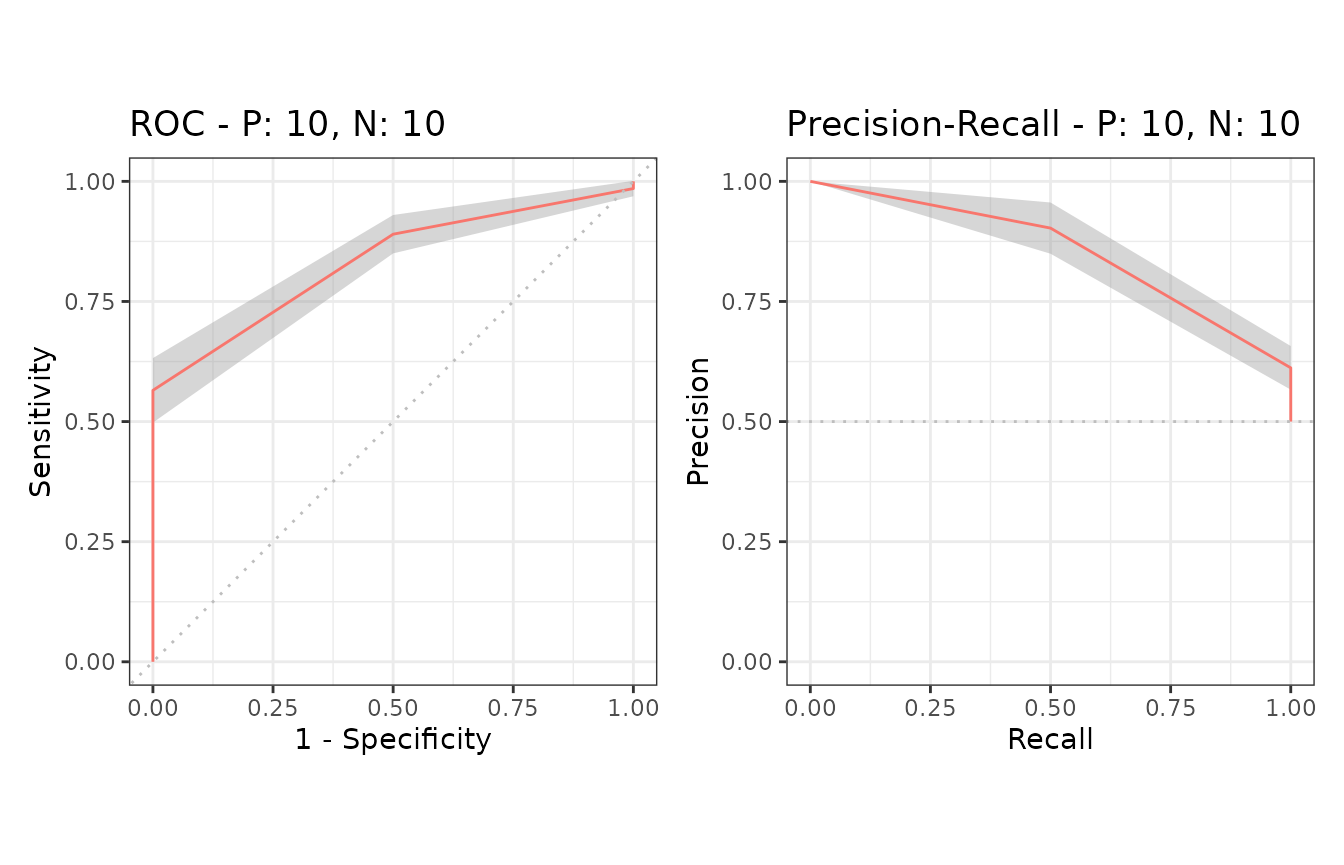 ROC - P: 10, N: 10
Sensitivity
1.00
0.75
0.50
0.25
0.00
0.00 0.25 0.50 0.75 1.00
1 - Specificity
Precision-Recall - P: 10, N: 10
Precision
1.00
0.75
0.50
0.25
0.00
0.00 0.25 0.50 0.75 1.00
Recall